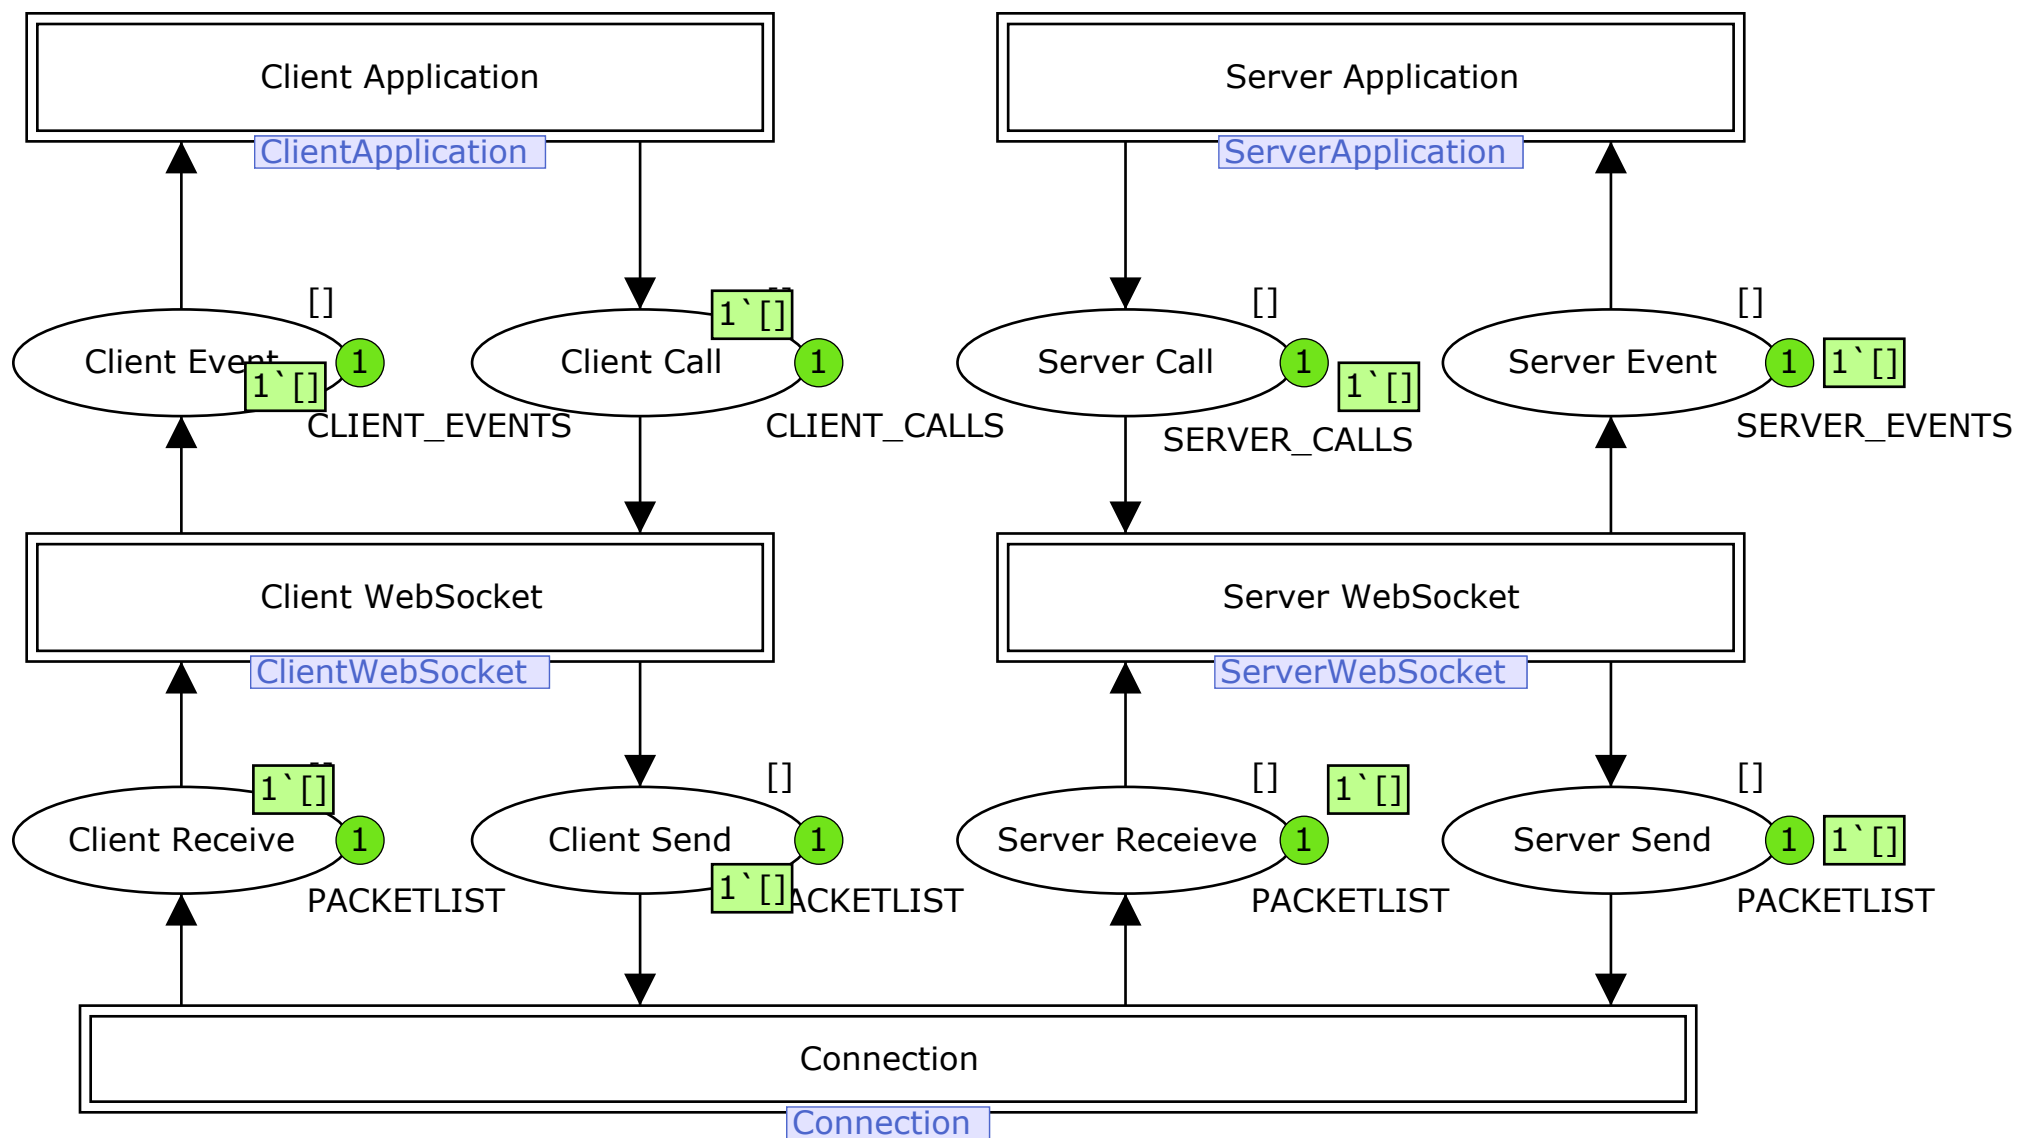 Client Application
Server Application
ClientApplication
ServerApplication
[]
1`[]
[]
[]
Client Event
1
1`[]
Client Call
1
Server Call
1
1`[]
Server Event
1
1`[]
CLIENT_EVENTS
CLIENT_CALLS
SERVER_CALLS
SERVER_EVENTS
Client WebSocket
Server WebSocket
ClientWebSocket
ServerWebSocket
1`[]
[]
[]
1`[]
[]
Client Receive
1
Client Send
1
Server Receieve
1
Server Send
1
1`[]
PACKETLIST
1`[]
ACKETLIST
PACKETLIST
PACKETLIST
Connection
Connection